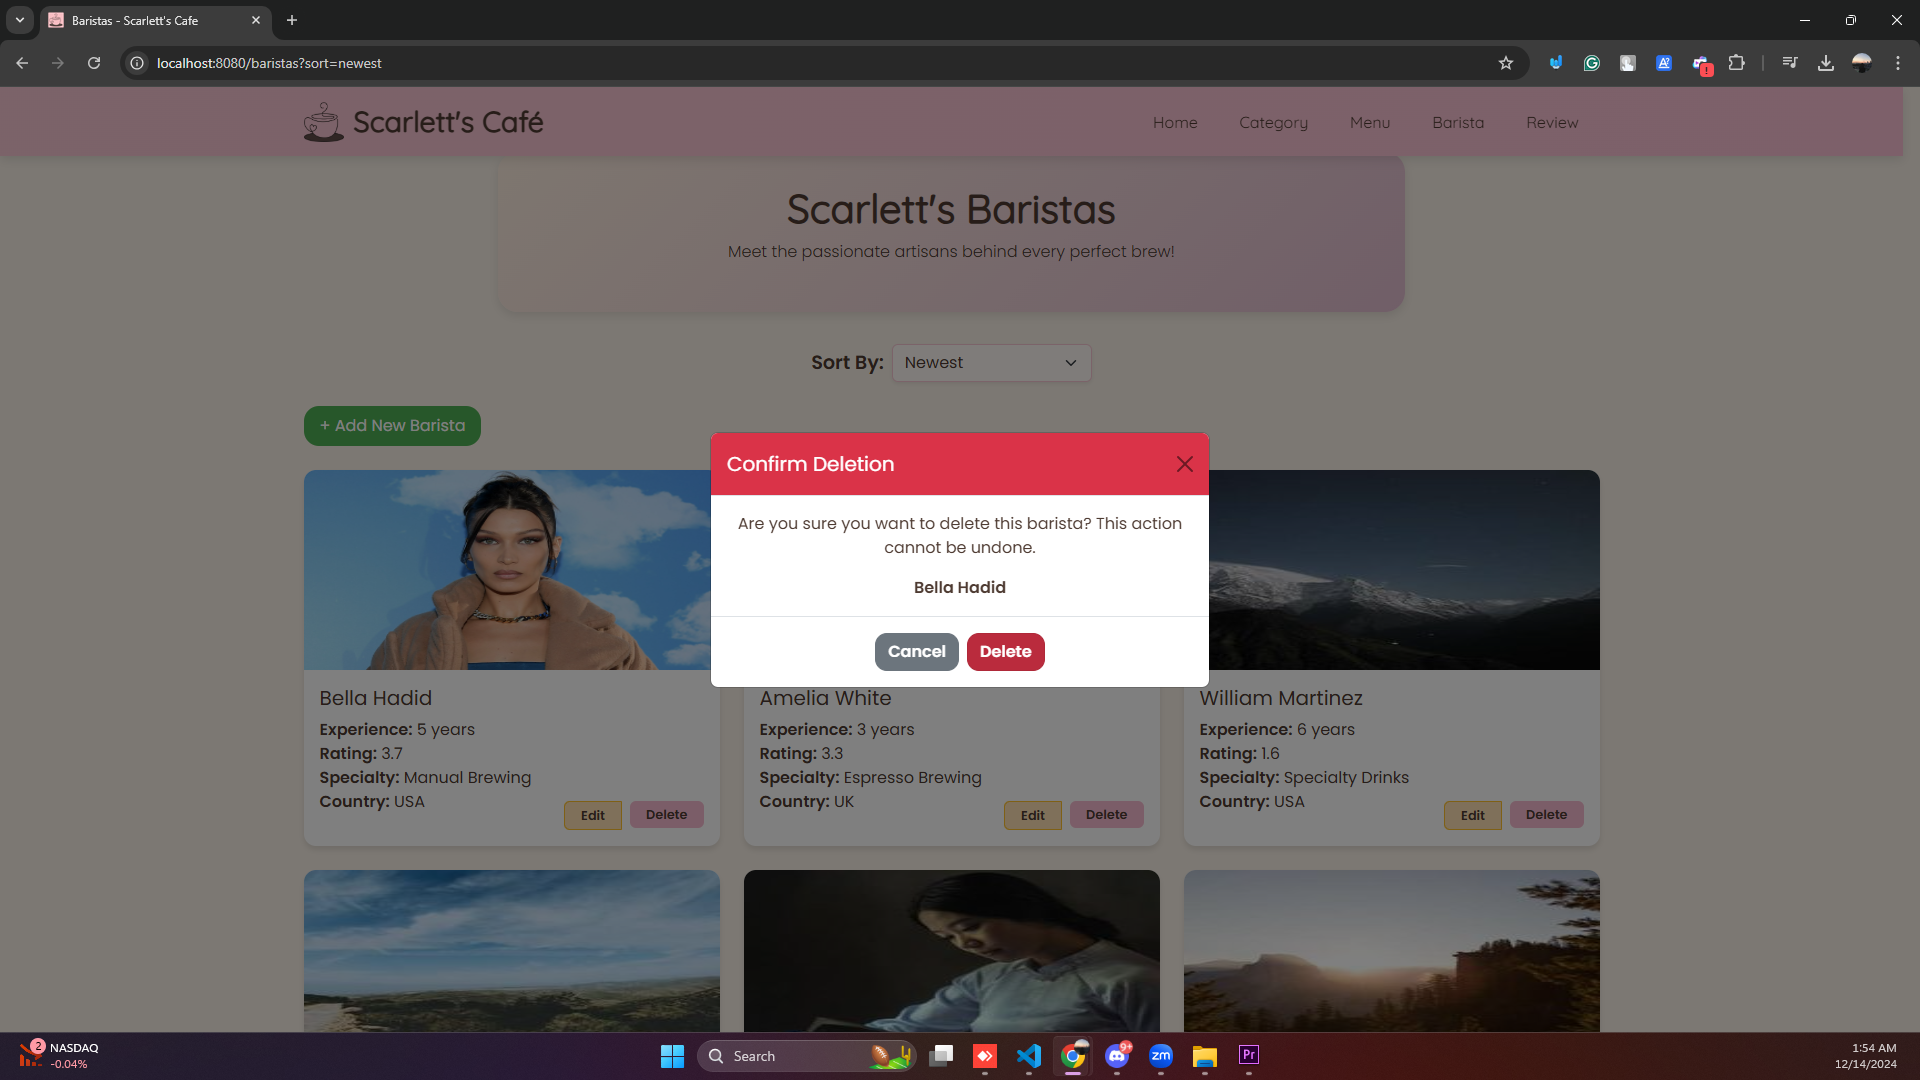 Baristas - Scarlett's Cafe
localhost:8080/baristas?sort=newest
Scarlett's Café
Home
Category
Menu
Barista
Review
Scarlett's Baristas
Meet the passionate artisans behind every perfect brew!
Sort By:
Newest
+ Add New Barista
Confirm Deletion
Are you sure you want to delete this barista? This action
cannot be undone.
Bella Hadid
Cancel
Delete
Bella Hadid
Experience: 5 years
Rating: 3.7
Specialty: Manual Brewing
Country: USA
Edit
Delete
Amelia White
Experience: 3 years
Rating: 3.3
Specialty: Espresso Brewing
Country: UK
Edit
Delete
William Martinez
Experience: 6 years
Rating: 1.6
Specialty: Specialty Drinks
Country: USA
Edit
Delete
2
NASDAQ
-0.04%
Search
9+
zm
Pr
1:54 AM
12/14/2024